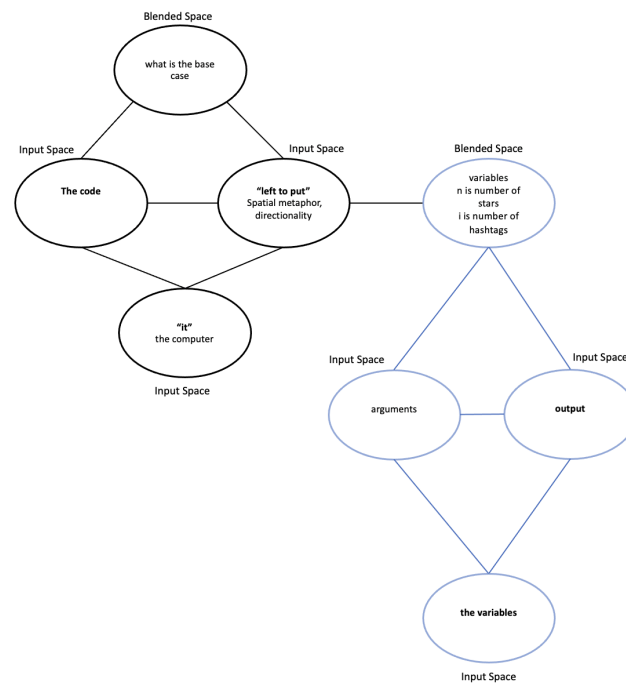 Blended Space
what is the base
case
Input Space
The code
Input Space
“left to put”
Spatial metaphor,
directionality
“it”
the computer
Input Space
Blended Space
variables
n is number of
stars
i is number of
hashtags
Input Space
arguments
Input Space
output
the variables
Input Space